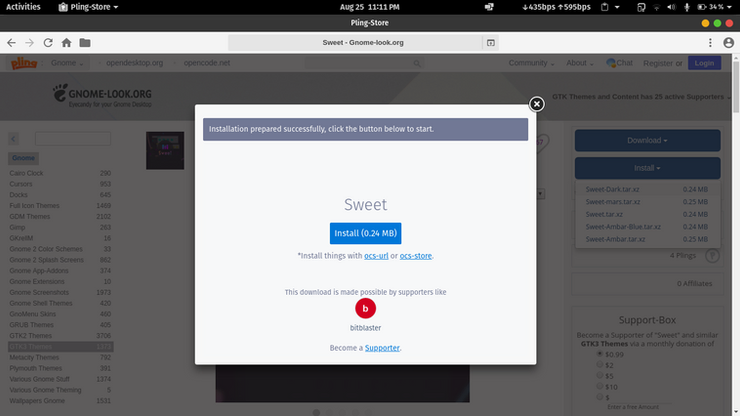 Activities
Pling-Store
Aug 25 11:11 PM
↓435bps ↑595bps
34 %
Pling-Store
Sweet - Gnome-look.org
Gnome
opendesktop.org
opencode.net
Community
About
Chat
Register or
Login
GNOME-LOOK.ORG
Eyecandy for your Gnome Desktop
GTK Themes and Content has 25 active Supporters
Installation prepared successfully, click the button below to start.
Sweet
Install (0.24 MB)
*Install things with ocs-url or ocs-store.
This download is made possible by supporters like
b
bitblaster
Become a Supporter.
Gnome
Cairo Clock 290
Cursors 953
Docks 645
Full Icon Themes 1469
GDM Themes 2102
Gimp 263
GKrellM 16
Gnome 2 Color Schemes 33
Gnome 2 Splash Screens 662
Gnome App-Addons 374
Gnome Extensions 10
Gnome Screenshots 1973
Gnome Shell Themes 420
GnoMenu Skins 460
GRUB Themes 405
GTK2 Themes 3706
Metacity Themes 792
Plymouth Themes 391
Various Gnome Stuff 1374
Various Gnome Theming 5
Wallpapers Gnome 1531
Download
Install
Sweet-Dark.tar.xz 0.24 MB
Sweet-mars.tar.xz 0.25 MB
Sweet.tar.xz 0.24 MB
Sweet-Ambar-Blue.tar.xz 0.24 MB
Sweet-Ambar.tar.xz 0.25 MB
4 Plings
?
0 Affiliates
Support-Box
Become a Supporter of "Sweet" and similar
GTK3 Themes via a monthly donation of
$0,99
$2
$5
$10
$
Enter a free Amount